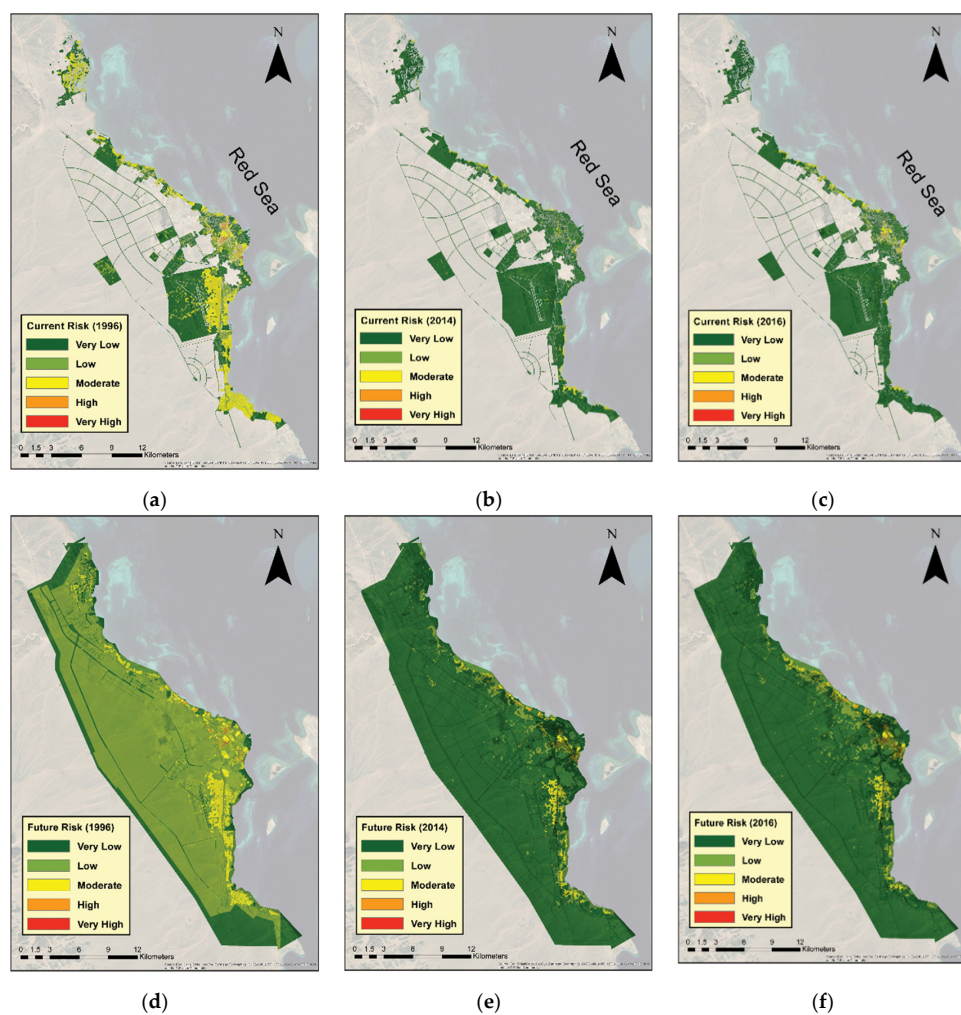 N
Red Sea
Current Risk (1996)
Very Low
Low
Moderate
High
Very High
0 1.5 3 6 9 12
Kilometers
(a)
N
Red Sea
Current Risk (2014)
Very Low
Low
Moderate
High
Very High
0 1.5 3 6 9 12
Kilometers
(b)
N
Red Sea
Current Risk (2016)
Very Low
Low
Moderate
High
Very High
0 1.5 3 6 9 12
Kilometers
(c)
N
Future Risk (1996)
Very Low
Low
Moderate
High
Very High
0 1.5 3 6 9 12
Kilometers
(d)
N
Future Risk (2014)
Very Low
Low
Moderate
High
Very High
0 1.5 3 6 9 12
Kilometers
(e)
N
Future Risk (2016)
Very Low
Low
Moderate
High
Very High
0 1.5 3 6 9 12
Kilometers
(f)